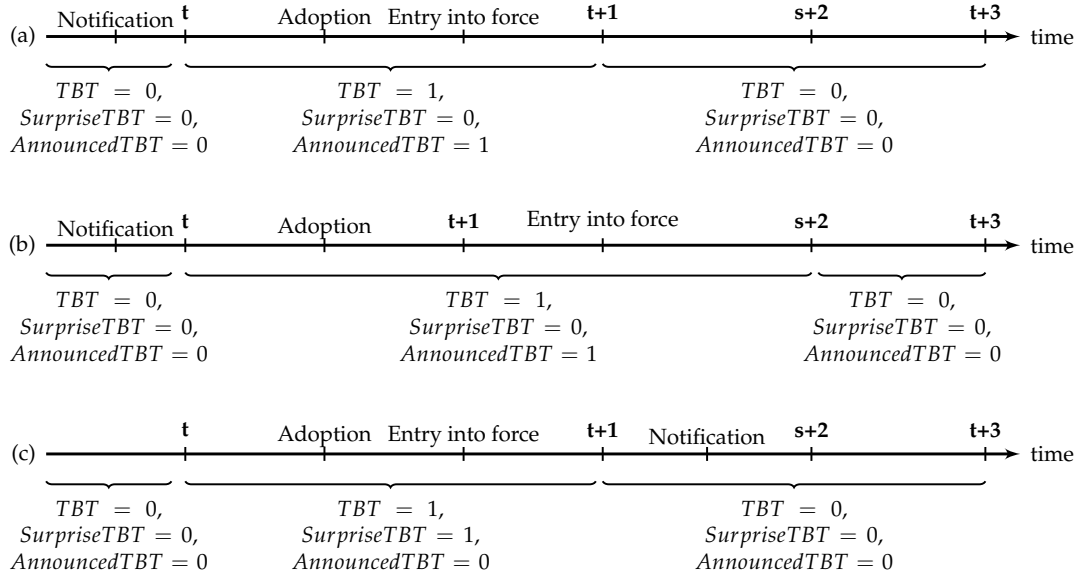 Notification t Adoption Entry into force t+1 s+2 t+3
(a) time
TBT = 0, TBT = 1, TBT = 0,
SurpriseTBT = 0, SurpriseTBT = 0, SurpriseTBT = 0,
AnnouncedTBT = 0 AnnouncedTBT = 1 AnnouncedTBT = 0
Notification t Adoption t+1 Entry into force s+2 t+3
(b) time
TBT = 0, TBT = 1, TBT = 0,
SurpriseTBT = 0, SurpriseTBT = 0, SurpriseTBT = 0,
AnnouncedTBT = 0 AnnouncedTBT = 1 AnnouncedTBT = 0
t Adoption Entry into force t+1 Notification s+2 t+3
(c) time
TBT = 0, TBT = 1, TBT = 0,
SurpriseTBT = 0, SurpriseTBT = 1, SurpriseTBT = 0,
AnnouncedTBT = 0 AnnouncedTBT = 0 AnnouncedTBT = 0